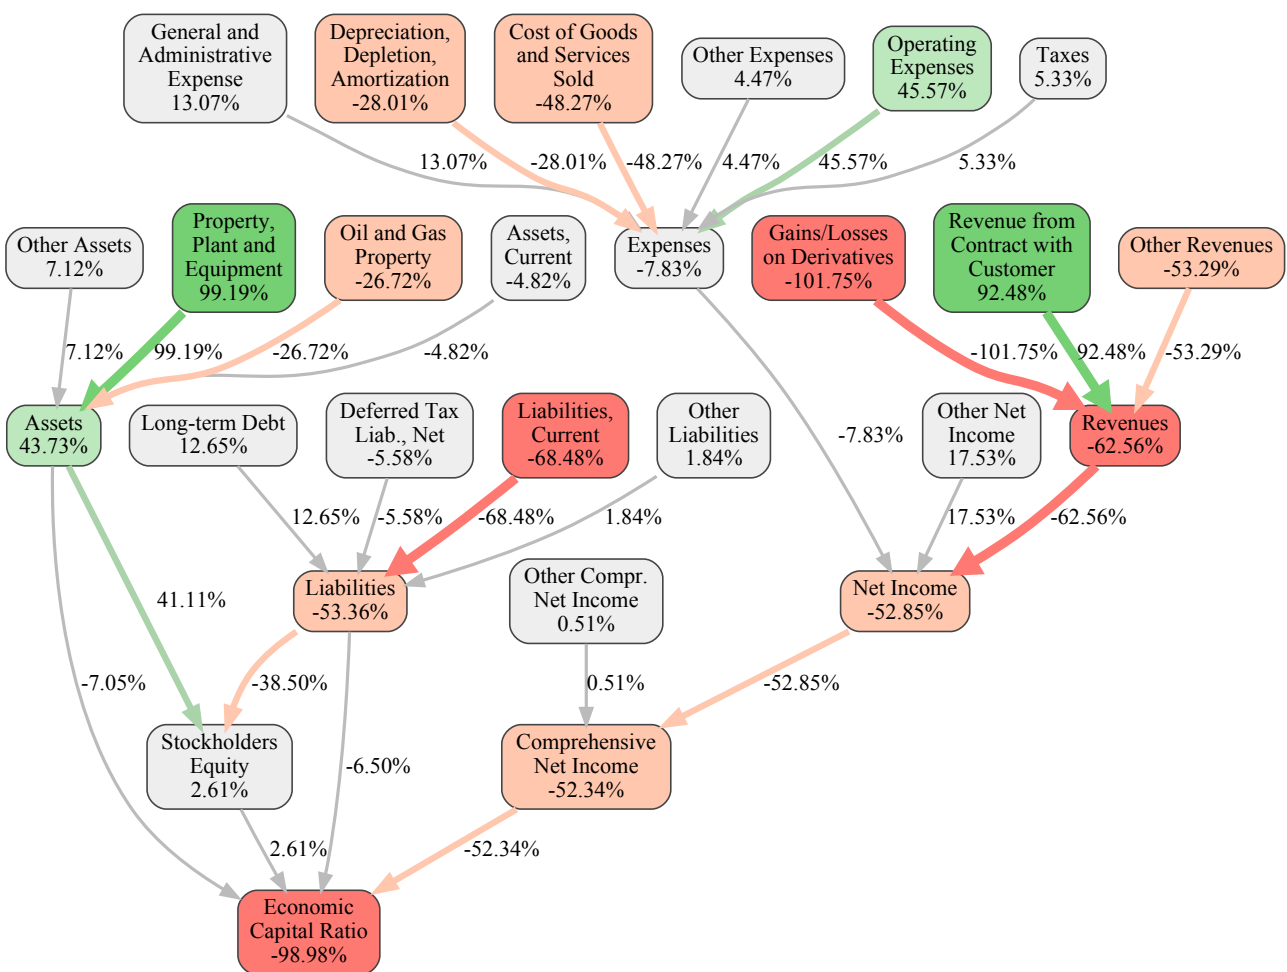 General and
Administrative
Expense
13.07%
Depreciation,
Depletion,
Amortization
-28.01%
Cost of Goods
and Services
Sold
-48.27%
Other Expenses
4.47%
Operating
Expenses
45.57%
Taxes
5.33%
13.07%
-28.01%
-48.27%
4.47%
45.57%
5.33%
Other Assets
7.12%
Property,
Plant and
Equipment
99.19%
Oil and Gas
Property
-26.72%
Assets,
Current
-4.82%
Expenses
-7.83%
Gains/Losses
on Derivatives
-101.75%
Revenue from
Contract with
Customer
92.48%
Other Revenues
-53.29%
7.12%
99.19%
-26.72%
-4.82%
-101.75%
92.48%
-53.29%
Assets
43.73%
Long-term Debt
12.65%
Deferred Tax
Liab., Net
-5.58%
Liabilities,
Current
-68.48%
Other
Liabilities
1.84%
-7.83%
Other Net
Income
17.53%
Revenues
-62.56%
12.65%
-5.58%
-68.48%
1.84%
17.53%
-62.56%
41.11%
Liabilities
-53.36%
Other Compr.
Net Income
0.51%
Net Income
-52.85%
-7.05%
-38.50%
0.51%
-52.85%
Stockholders
Equity
2.61%
-6.50%
Comprehensive
Net Income
-52.34%
2.61%
-52.34%
Economic
Capital Ratio
-98.98%